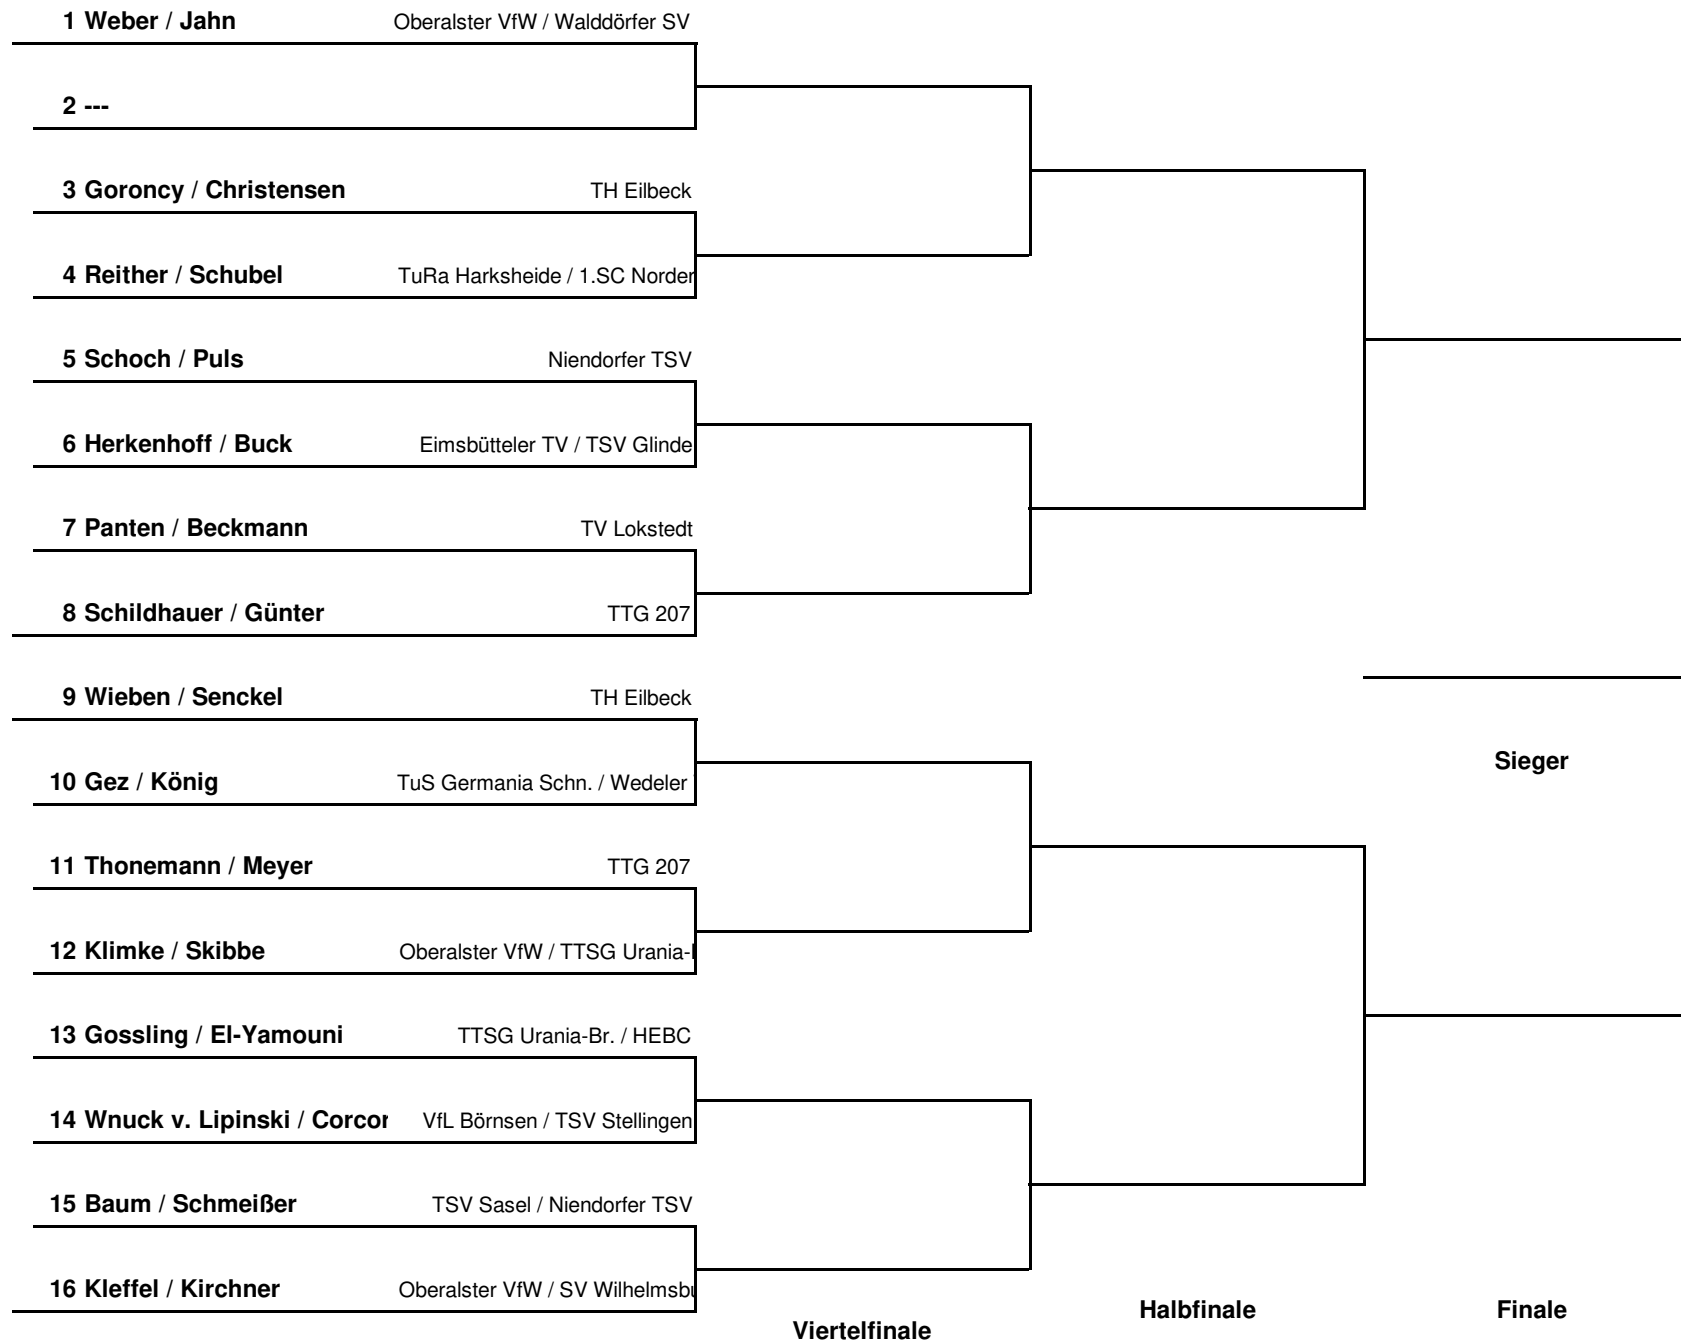 1 Weber / Jahn Oberalster VfW / Walddörfer SV
2 ---
3 Goroncy / Christensen TH Eilbeck
4 Reither / Schubel TuRa Harksheide / 1.SC Norder
5 Schoch / Puls Niendorfer TSV
6 Herkenhoff / Buck Eimsbütteler TV / TSV Glinde
7 Panten / Beckmann TV Lokstedt
8 Schildhauer / Günter TTG 207
9 Wieben / Senckel TH Eilbeck
Sieger
10 Gez / König TuS Germania Schn. / Wedeler
11 Thonemann / Meyer TTG 207
12 Klimke / Skibbe Oberalster VfW / TTSG Urania-
13 Gossling / El-Yamouni TTSG Urania-Br. / HEBC
14 Wnuck v. Lipinski / Corcor VfL Börnsen / TSV Stellingen
15 Baum / Schmeißer TSV Sasel / Niendorfer TSV
16 Kleffel / Kirchner Oberalster VfW / SV Wilhelmsbu
Viertelfinale
Halbfinale
Finale